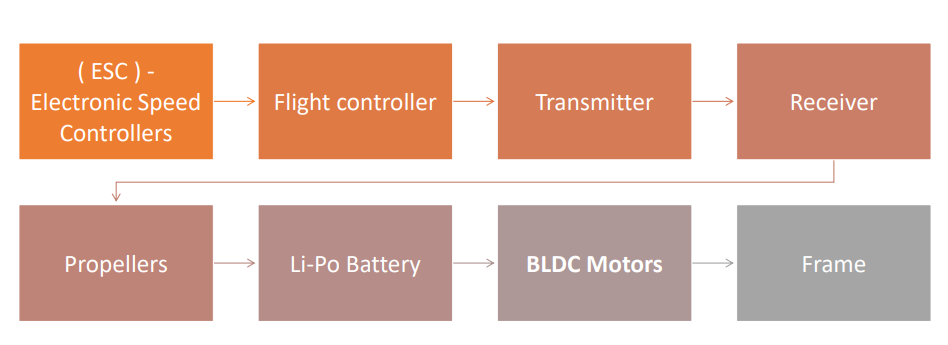 ( ESC ) -
Electronic Speed
Controllers
Flight controller
Transmitter
Receiver
Propellers
Li-Po Battery
BLDC Motors
Frame